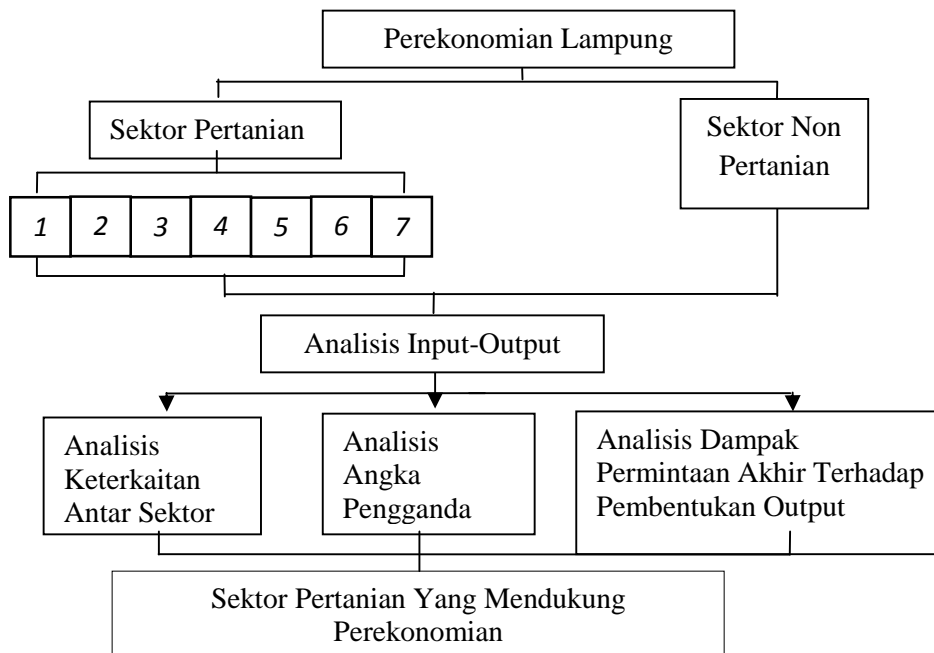 Perekonomian Lampung
Sektor Pertanian
Sektor Non
Pertanian
1 2 3 4 5 6 7
Analisis Input-Output
Analisis
Keterkaitan
Antar Sektor
Analisis
Angka
Pengganda
Analisis Dampak
Permintaan Akhir Terhadap
Pembentukan Output
Sektor Pertanian Yang Mendukung
Perekonomian